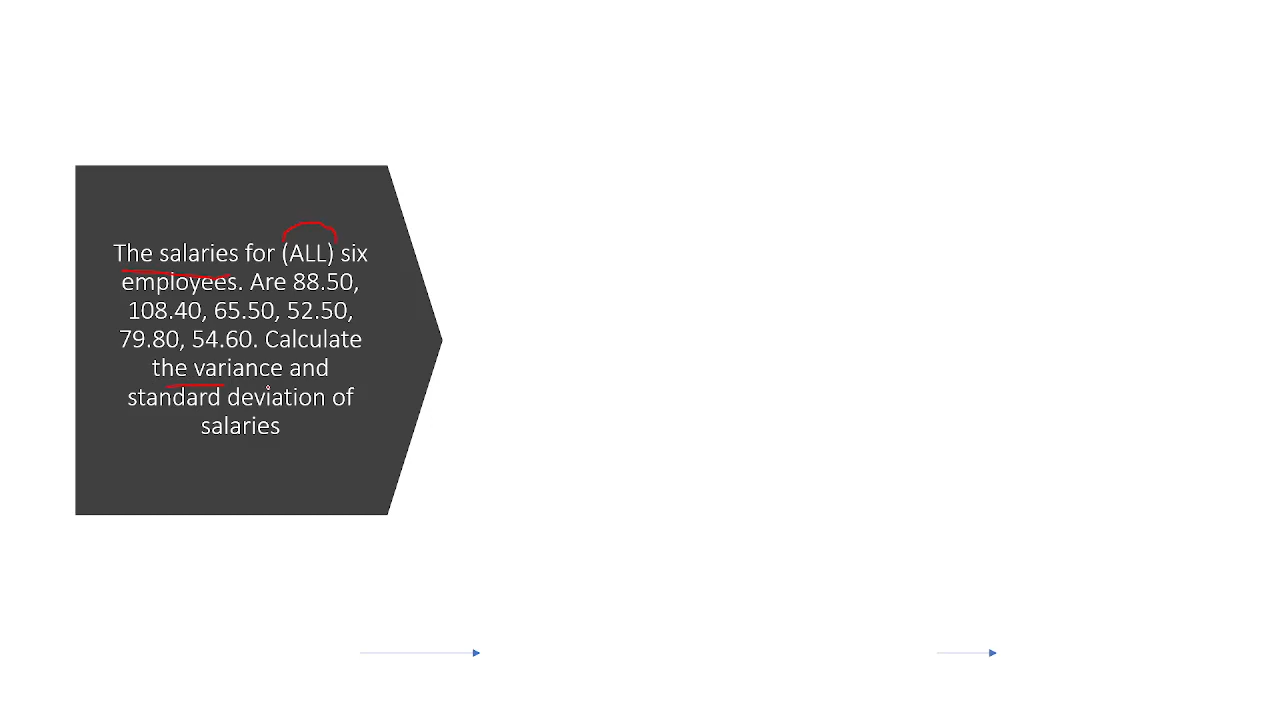 The salaries for (ALL) six
employees. Are 88.50,
108.40, 65.50, 52.50,
79.80, 54.60. Calculate
the variance and
standard deviation of
salaries